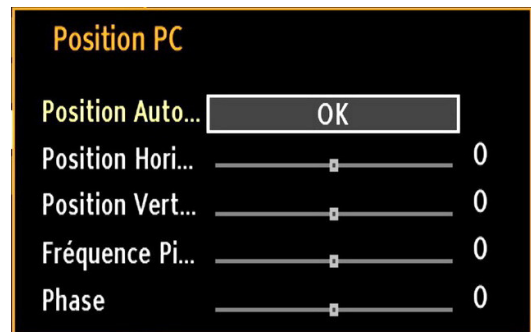 Position PC
Position Auto... OK
Position Hori... 0
Position Vert... 0
Fréquence Pi... 0
Phase 0